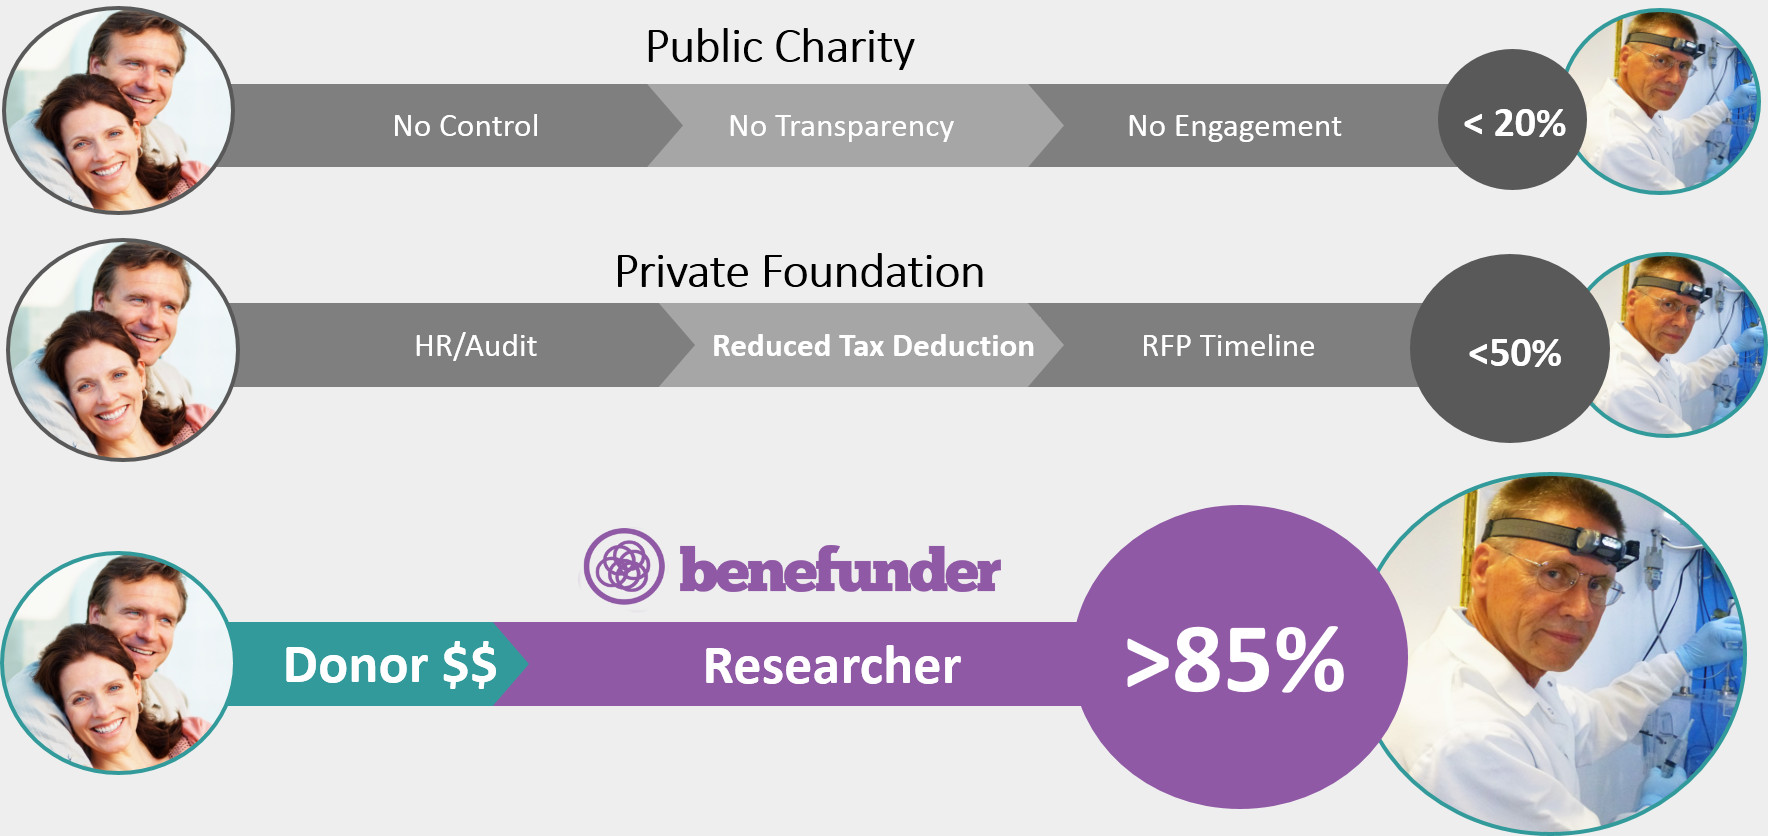 Public Charity
No Control
No Transparency
No Engagement
< 20%
Private Foundation
HR/Audit
Reduced Tax Deduction
RFP Timeline
<50%
benefunder
Donor $$
Researcher
>85%